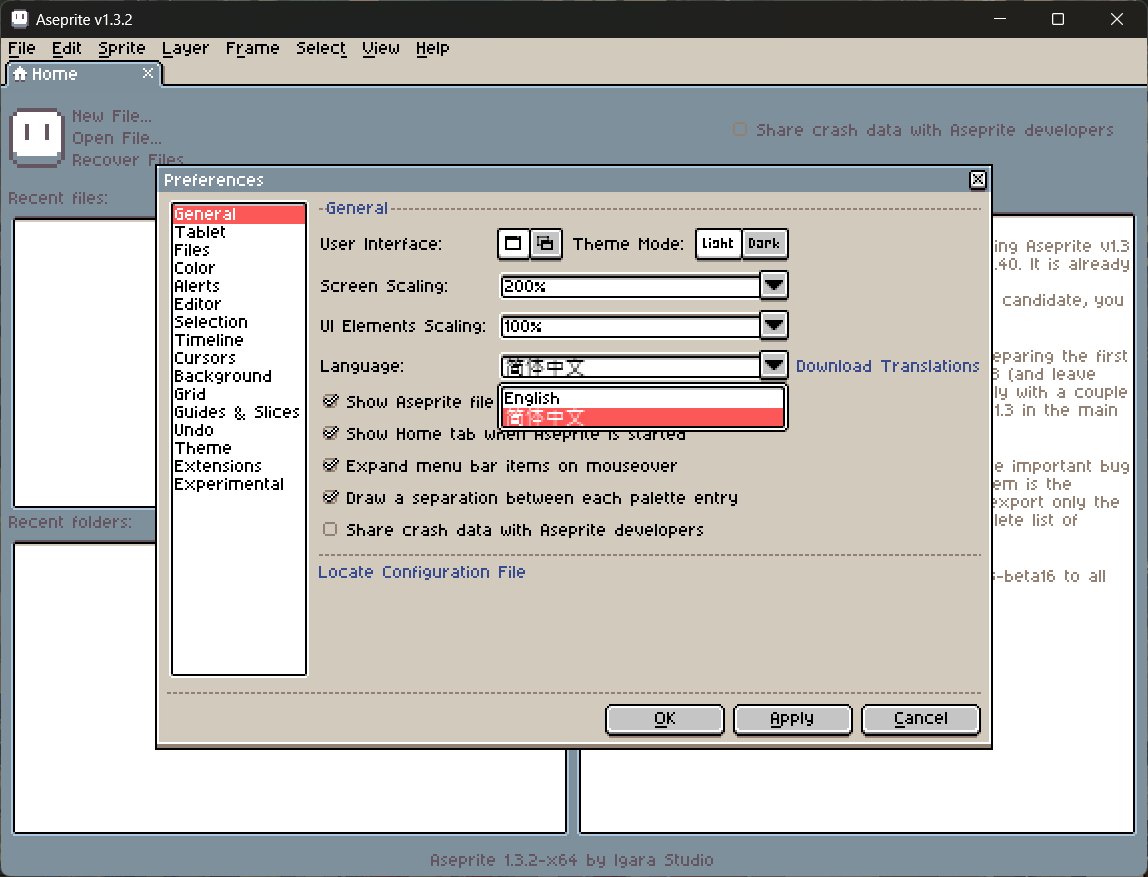 Aseprite v1.3.2
File Edit Sprite Layer Frame Select View Help
Home
New File...
Open File...
Recover Files
Share crash data with Aseprite developers
Recent files:
Recent folders:
Preferences
General
Tablet
Files
Color
Alerts
Editor
Selection
Timeline
Cursors
Background
Grid
Guides & Slices
Undo
Theme
Extensions
Experimental
General
User Interface:
Theme Mode: Light Dark
Screen Scaling: 200%
UI Elements Scaling: 100%
Language: 简体中文 Download Translations
English
简体中文
Show Aseprite file
Show Home tab when Aseprite is started
Expand menu bar items on mouseover
Draw a separation between each palette entry
Share crash data with Aseprite developers
Locate Configuration File
OK Apply Cancel
ing Aseprite v1.3
.40. It is already
candidate, you
eparing the first
(and leave
ly with a couple
1.3 in the main
e important bug
em is the
export only the
lete list of
-beta16 to all
Aseprite 1.3.2-x64 by Igara Studio